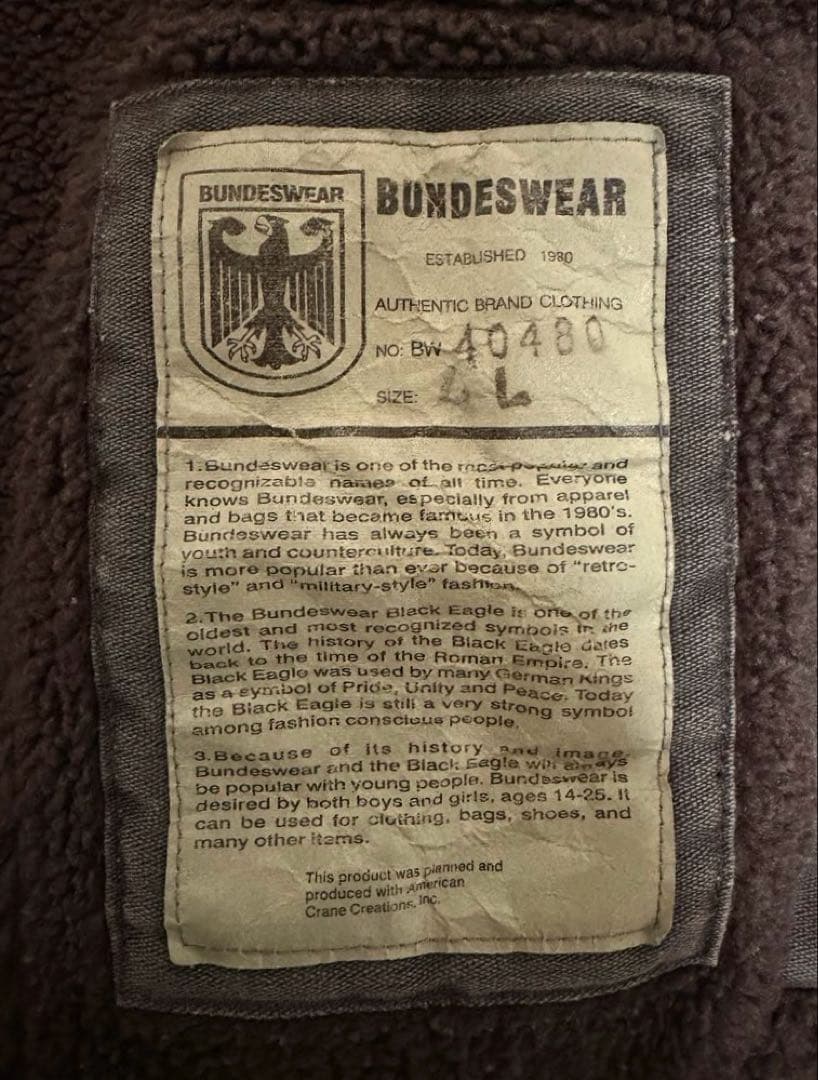 BUNDESWEAR
BUNDESWEAR
ESTABLISHED 1980
AUTHENTIC BRAND CLOTHING
NO: BW 40480
SIZE: L
1.Bundeswear is one of the most popular and
recognizable names of all time. Everyone
knows Bundeswear, especially from apparel
and bags that became famous in the 1980's.
Bundeswear has always been a symbol of
youth and counterculture. Today, Bundeswear
is more popular than ever because of "retro-
style" and "military-style" fashion.
2.The Bundeswear Black Eagle is one of the
oldest and most recognized symbols in the
world. The history of the Black Eagle dates
back to the time of the Roman Empire. The
Black Eagle was used by many German Kings
as a symbol of Pride, Unity and Peace. Today
the Black Eagle is still a very strong symbol
among fashion conscious people.
3.Because of its history and image,
Bundeswear and the Black Eagle will always
be popular with young people. Bundeswear is
desired by both boys and girls, ages 14-25. It
can be used for clothing, bags, shoes, and
many other items.
This product was planned and
produced with American
Crane Creations, Inc.